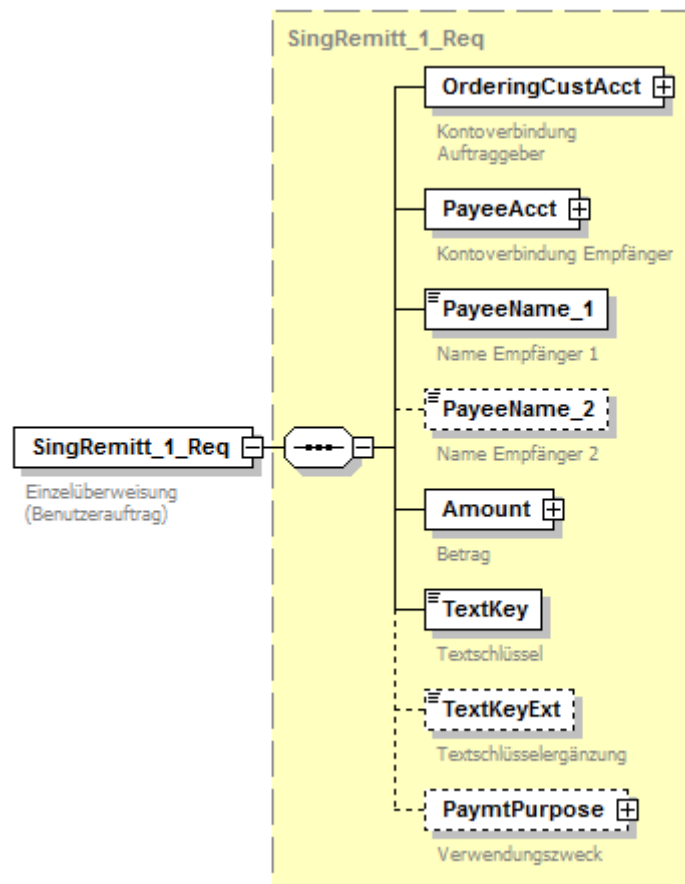 SingRemitt_1_Req
OrderingCustAcct
Kontoverbindung
Auftraggeber
PayeeAcct
Kontoverbindung Empfänger
PayeeName_1
Name Empfänger 1
PayeeName_2
Name Empfänger 2
SingRemitt_1_Req
Einzelüberweisung
(Benutzerauftrag)
Amount
Betrag
TextKey
Textschlüssel
TextKeyExt
Textschlüsselergänzung
PaymtPurpose
Verwendungszweck